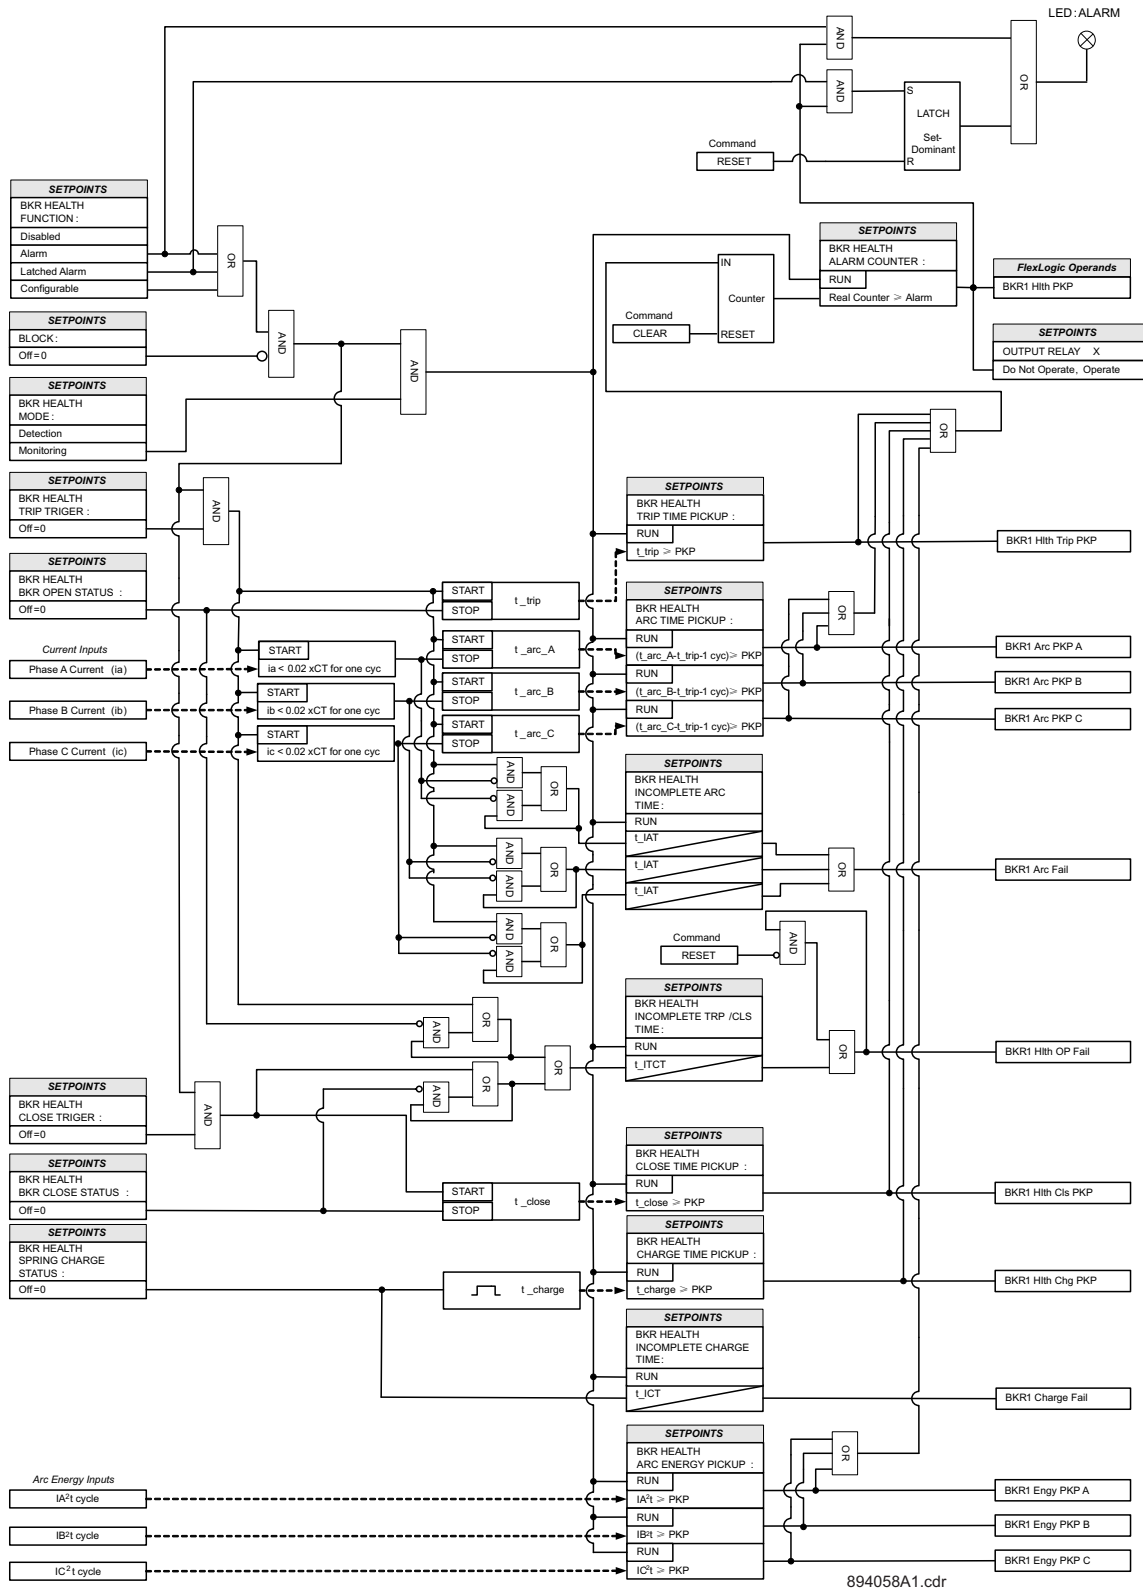 LED: ALARM
AND
AND
OR
S
LATCH
Set-
Dominant
R
Command
RESET
SETPOINTS
BKR HEALTH
FUNCTION :
Disabled
Alarm
Latched Alarm
Configurable
OR
SETPOINTS
BLOCK :
Off = 0
AND
AND
SETPOINTS
BKR HEALTH
MODE :
Detection
Monitoring
IN
Counter
RESET
Command
CLEAR
SETPOINTS
BKR HEALTH
ALARM COUNTER :
RUN
Real Counter ⩾ Alarm
FlexLogic Operands
BKR1 Hlth PKP
SETPOINTS
OUTPUT RELAY X
Do Not Operate, Operate
OR
SETPOINTS
BKR HEALTH
TRIP TRIGER :
Off = 0
AND
SETPOINTS
BKR HEALTH
TRIP TIME PICKUP :
RUN
t_trip ⩾ PKP
BKR1 Hlth Trip PKP
SETPOINTS
BKR HEALTH
BKR OPEN STATUS :
Off = 0
START
STOP
t _trip
SETPOINTS
BKR HEALTH
ARC TIME PICKUP :
RUN
(t_arc_A-t_trip-1 cyc)⩾ PKP
RUN
(t_arc_B-t_trip-1 cyc)⩾ PKP
RUN
(t_arc_C-t_trip-1 cyc)⩾ PKP
OR
BKR1 Arc PKP A
BKR1 Arc PKP B
BKR1 Arc PKP C
Current Inputs
Phase A Current (ia)
Phase B Current (ib)
Phase C Current (ic)
START
ia < 0.02 xCT for one cyc
START
ib < 0.02 xCT for one cyc
START
ic < 0.02 xCT for one cyc
START
STOP
t _arc_A
START
STOP
t _arc_B
START
STOP
t _arc_C
AND
AND
OR
AND
AND
OR
AND
AND
OR
SETPOINTS
BKR HEALTH
INCOMPLETE ARC
TIME :
RUN
t_IAT
t_IAT
t_IAT
OR
BKR1 Arc Fail
Command
RESET
AND
SETPOINTS
BKR HEALTH
INCOMPLETE TRP /CLS
TIME :
RUN
t_ITCT
OR
BKR1 Hlth OP Fail
AND
OR
AND
OR
OR
SETPOINTS
BKR HEALTH
CLOSE TRIGER :
Off = 0
AND
SETPOINTS
BKR HEALTH
BKR CLOSE STATUS :
Off = 0
START
STOP
t _close
SETPOINTS
BKR HEALTH
CLOSE TIME PICKUP :
RUN
t_close ⩾ PKP
BKR1 Hlth Cls PKP
SETPOINTS
BKR HEALTH
SPRING CHARGE
STATUS :
Off = 0
t _charge
SETPOINTS
BKR HEALTH
CHARGE TIME PICKUP :
RUN
t_charge ⩾ PKP
BKR1 Hlth Chg PKP
SETPOINTS
BKR HEALTH
INCOMPLETE CHARGE
TIME :
RUN
t_ICT
BKR1 Charge Fail
SETPOINTS
BKR HEALTH
ARC ENERGY PICKUP :
RUN
IA²t ⩾ PKP
RUN
IB²t ⩾ PKP
RUN
IC²t ⩾ PKP
OR
Arc Energy Inputs
IA²t cycle
IB²t cycle
IC²t cycle
BKR1 Engy PKP A
BKR1 Engy PKP B
BKR1 Engy PKP C
894058A1.cdr